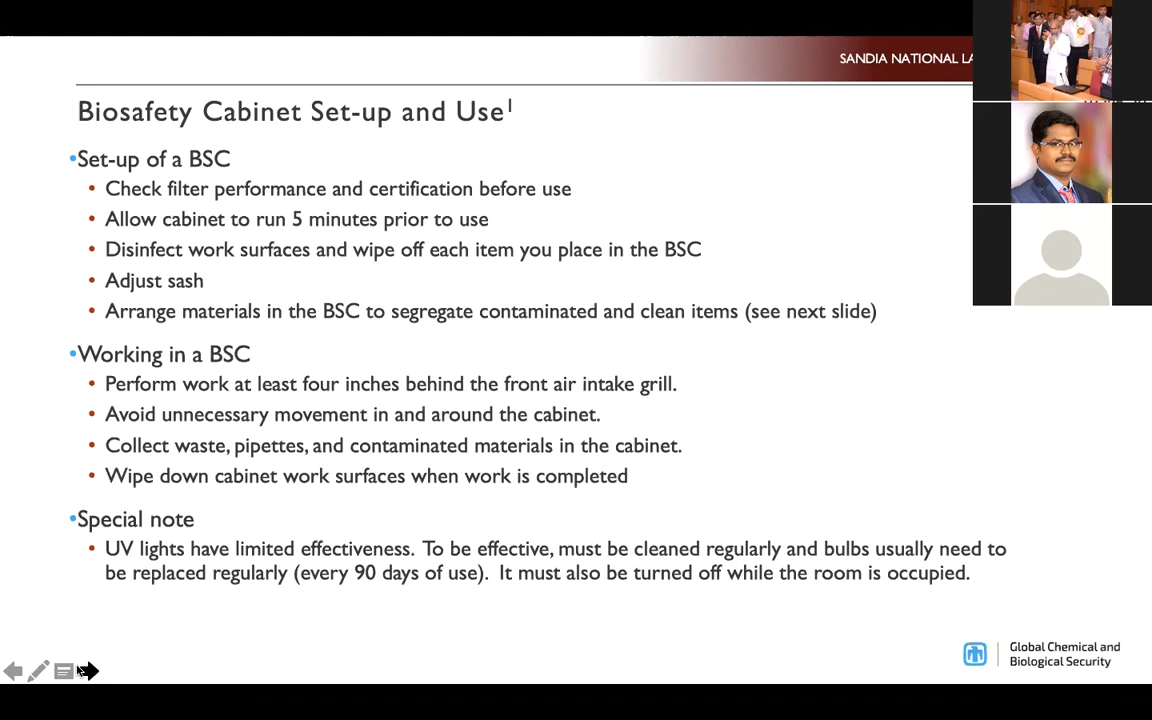 SANDIA NATIONAL LA
Biosafety Cabinet Set-up and Use1
•Set-up of a BSC
• Check filter performance and certification before use
• Allow cabinet to run 5 minutes prior to use
• Disinfect work surfaces and wipe off each item you place in the BSC
• Adjust sash
• Arrange materials in the BSC to segregate contaminated and clean items (see next slide)
•Working in a BSC
• Perform work at least four inches behind the front air intake grill.
• Avoid unnecessary movement in and around the cabinet.
• Collect waste, pipettes, and contaminated materials in the cabinet.
• Wipe down cabinet work surfaces when work is completed
•Special note
• UV lights have limited effectiveness. To be effective, must be cleaned regularly and bulbs usually need to
be replaced regularly (every 90 days of use). It must also be turned off while the room is occupied.
Global Chemical and
Biological Security